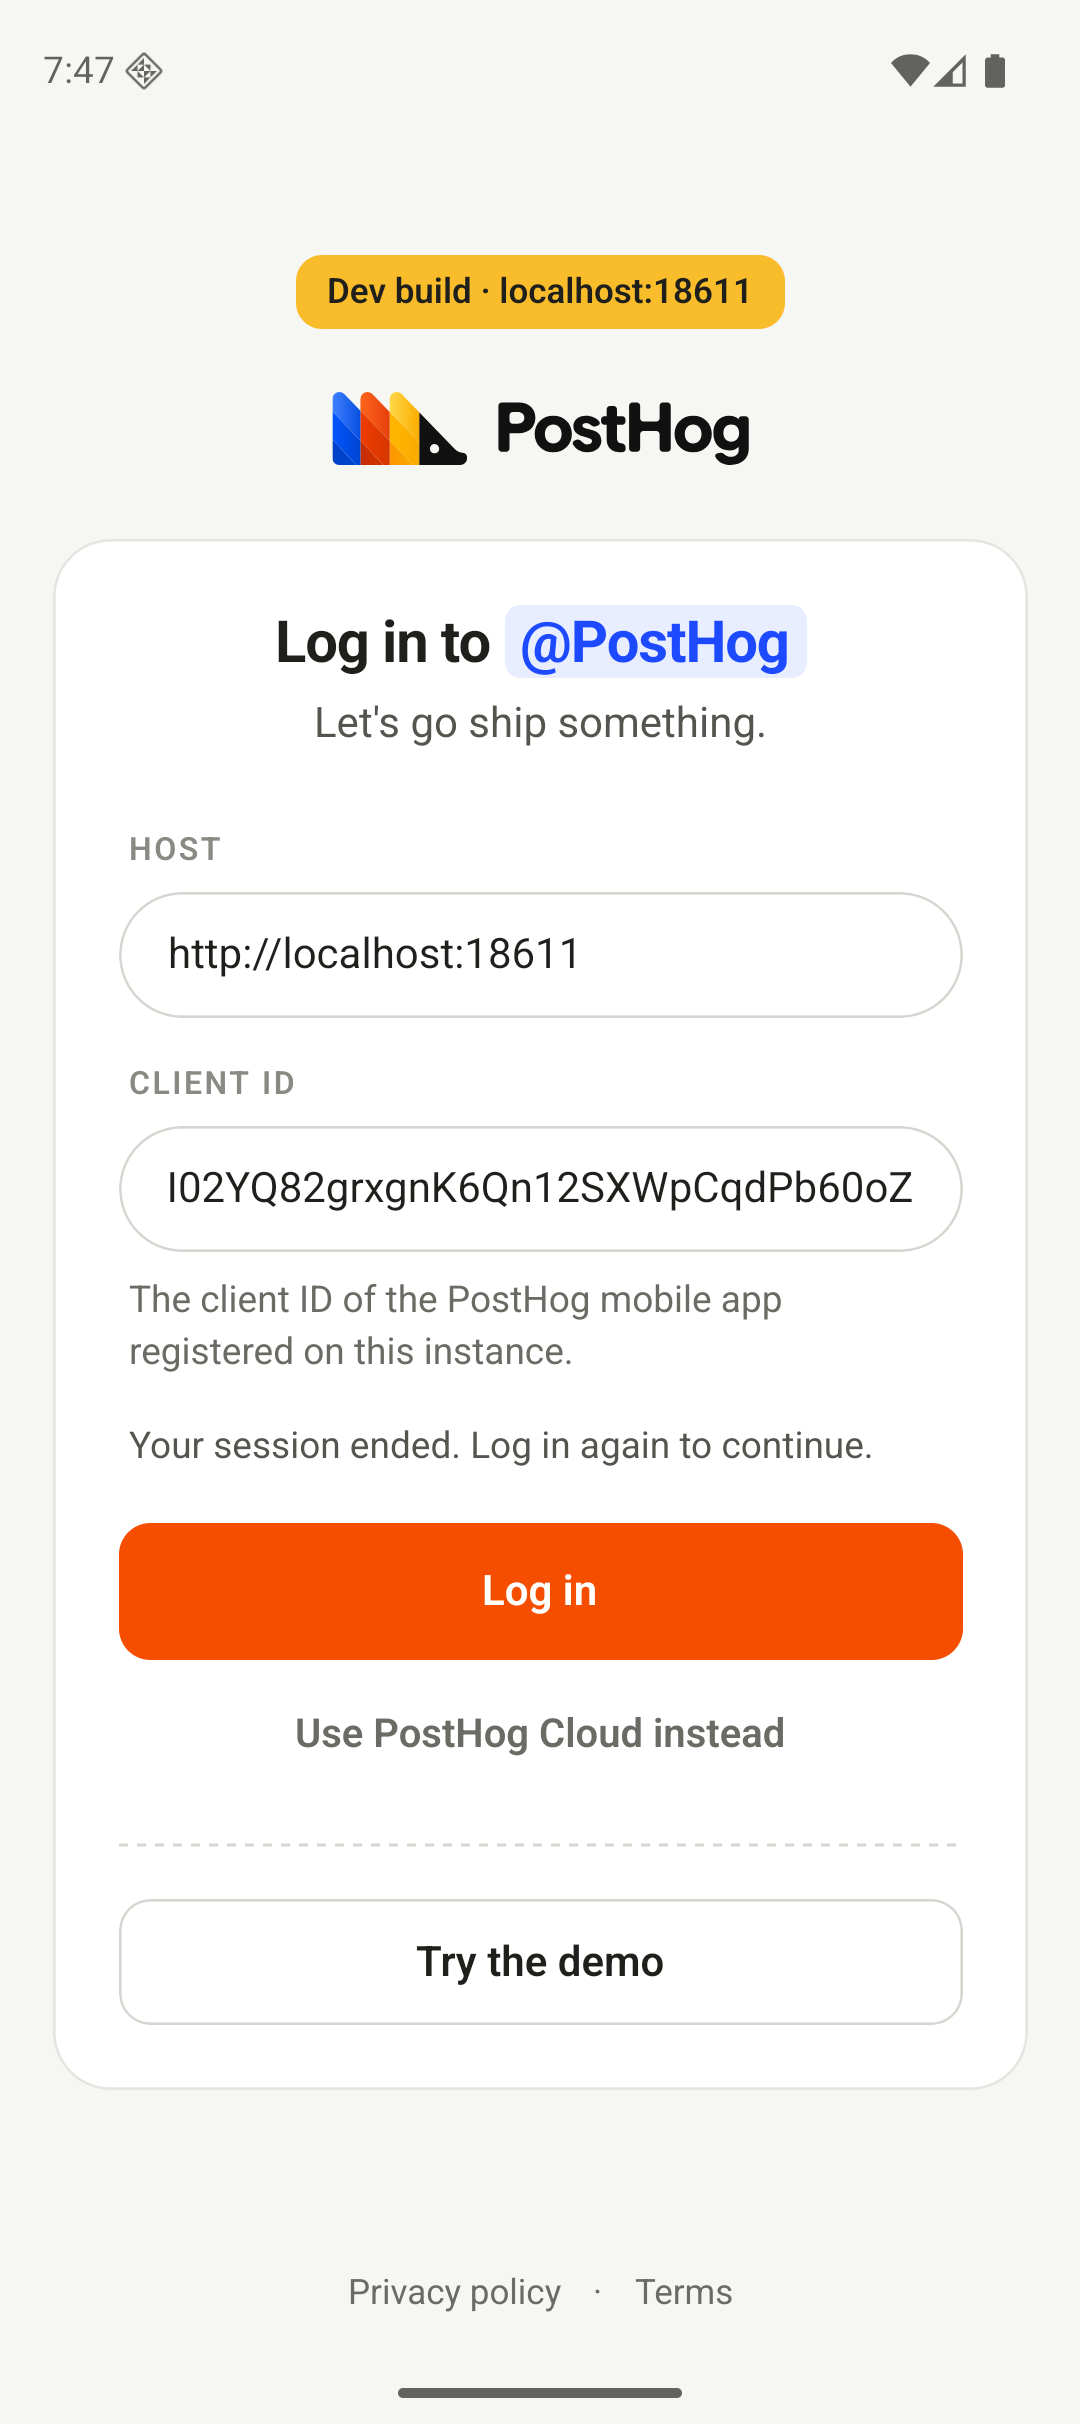 7:47
Dev build · localhost:18611
PostHog
Log in to @PostHog
Let's go ship something.
HOST
http://localhost:18611
CLIENT ID
I02YQ82grxgnK6Qn12SXWpCqdPb60oZ
The client ID of the PostHog mobile app
registered on this instance.
Your session ended. Log in again to continue.
Log in
Use PostHog Cloud instead
Try the demo
Privacy policy · Terms